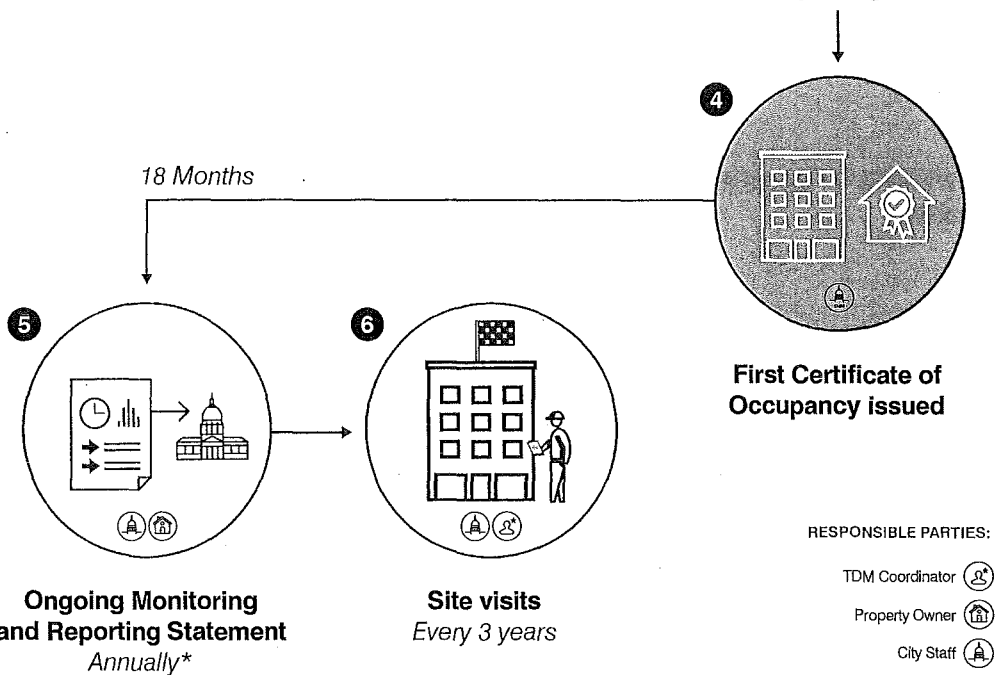 4
18 Months
First Certificate of
Occupancy issued
5
6
Ongoing Monitoring
and Reporting Statement
Annually*
Site visits
Every 3 years
RESPONSIBLE PARTIES:
TDM Coordinator
Property Owner
City Staff